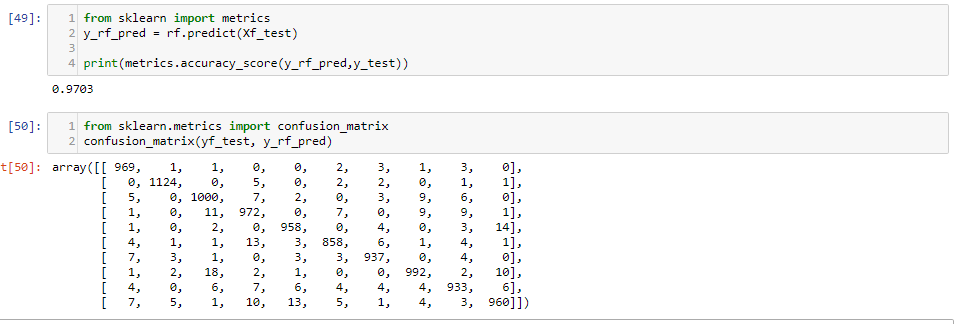 [49]: 1 from sklearn import metrics
2 y_rf_pred = rf.predict(Xf_test)
3
4 print(metrics.accuracy_score(y_rf_pred,y_test))
0.9703
[50]: 1 from sklearn.metrics import confusion_matrix
2 confusion_matrix(yf_test, y_rf_pred)
t[50]: array([[ 969, 1, 1, 0, 0, 2, 3, 1, 3, 0],
[ 0, 1124, 0, 5, 0, 2, 2, 0, 1, 1],
[ 5, 0, 1000, 7, 2, 0, 3, 9, 6, 0],
[ 1, 0, 11, 972, 0, 7, 0, 9, 9, 1],
[ 1, 0, 2, 0, 958, 0, 4, 0, 3, 14],
[ 4, 1, 1, 13, 3, 858, 6, 1, 4, 1],
[ 7, 3, 1, 0, 3, 3, 937, 0, 4, 0],
[ 1, 2, 18, 2, 1, 0, 0, 992, 2, 10],
[ 4, 0, 6, 7, 6, 4, 4, 4, 933, 6],
[ 7, 5, 1, 10, 13, 5, 1, 4, 3, 960]])